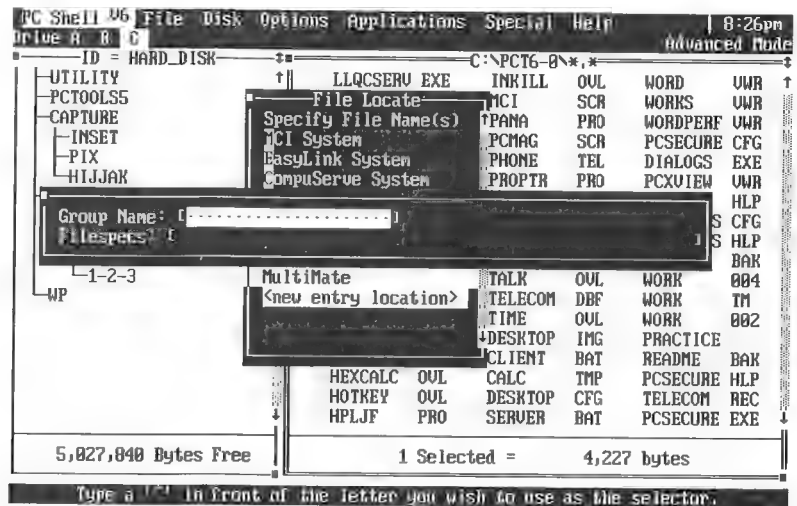 PC Shell V6 File Disk Options Applications Special Help 8:26pm
Drive A B C Advanced Mode
ID = HARD_DISK
UTILITY
PCTOOLS5
CAPTURE
INSET
PIX
HIJJAK
1-2-3
WP
C:\PCT6-0\*.*
LLQCSERV EXE INKILL OVL WORD VWR
MCI SCR WORKS VWR
PANA PRO WORDPERF VWR
PCMAG SCR PCSECURE CFG
PHONE TEL DIALOGS EXE
PROPTR PRO PCXVIEW VWR
HLP
S CFG
S HLP
BAK
TALK OVL WORK 004
TELECOM DBF WORK TM
TIME OVL WORK 002
DESKTOP IMG PRACTICE
CLIENT BAT README BAK
HEXCALC OVL CALC TMP PCSECURE HLP
HOTKEY OVL DESKTOP CFG TELECOM REC
HPLJF PRO SERVER BAT PCSECURE EXE
File Locate
Specify File Name(s)
MCI System
EasyLink System
CompuServe System
MultiMate
<new entry location>
Group Name: [......................]
Filespecs: [ ]
5,027,840 Bytes Free
1 Selected = 4,227 bytes
Type a '^' in front of the letter you wish to use as the selector.